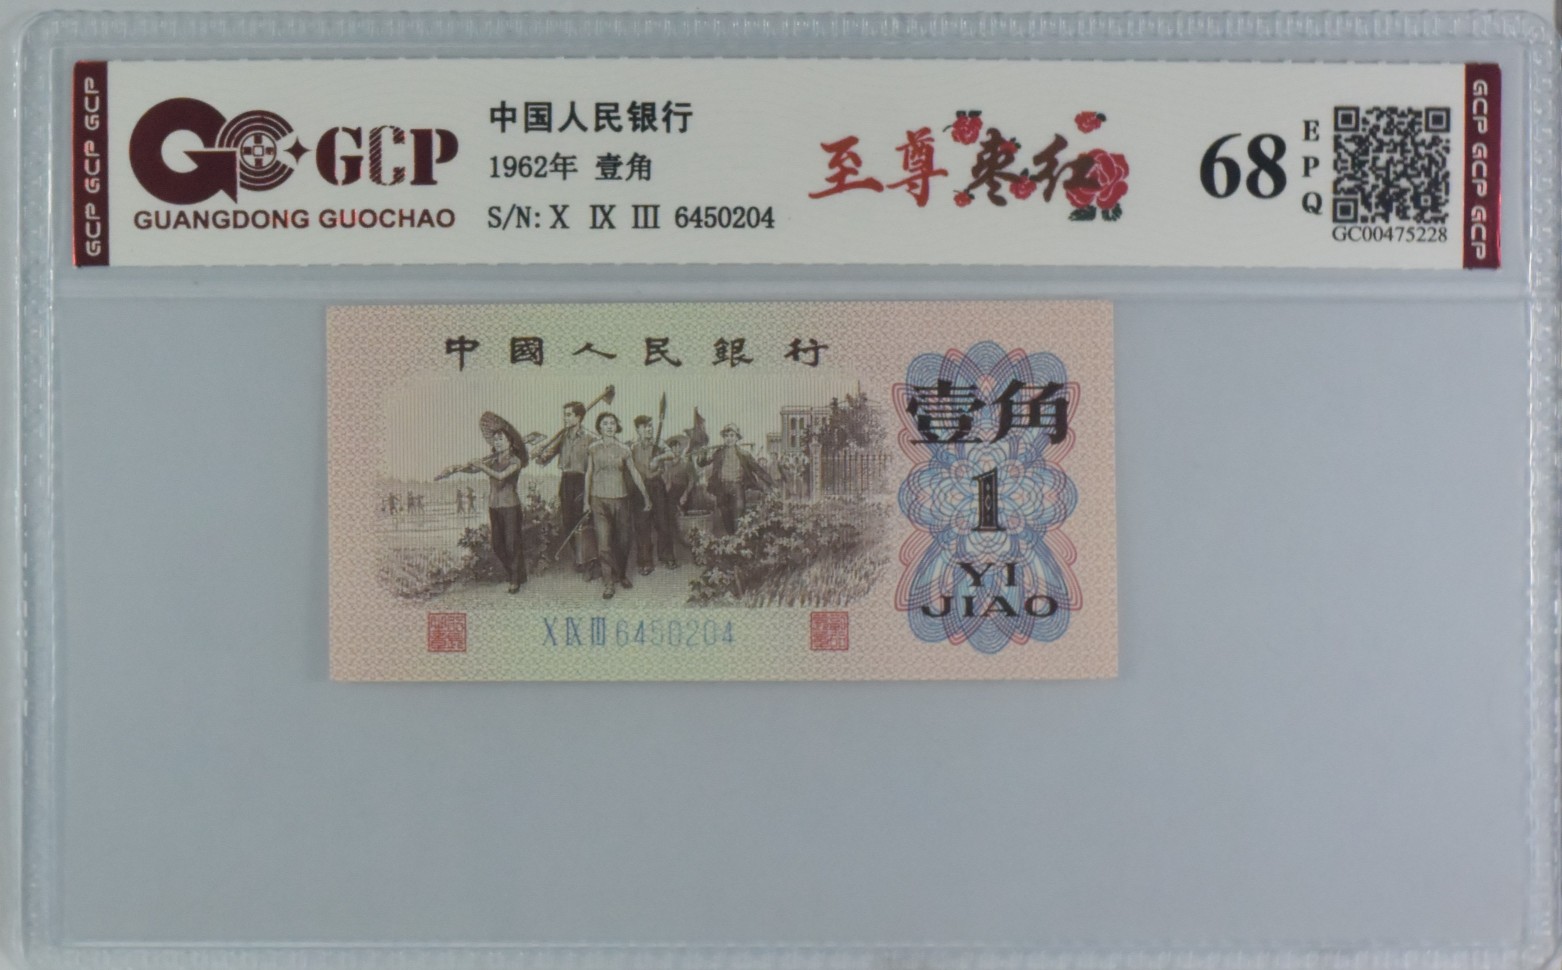 GCP GCP GCP
GCP
GUANGDONG GUOCHAO
中国人民银行
1962年 壹角
S/N: X IX III 6450204
至尊枣红
68
EPQ
GC00475228
GCP GCP GCP
中國人民銀行
壹角
1
YI
JIAO
X IX III 6450204